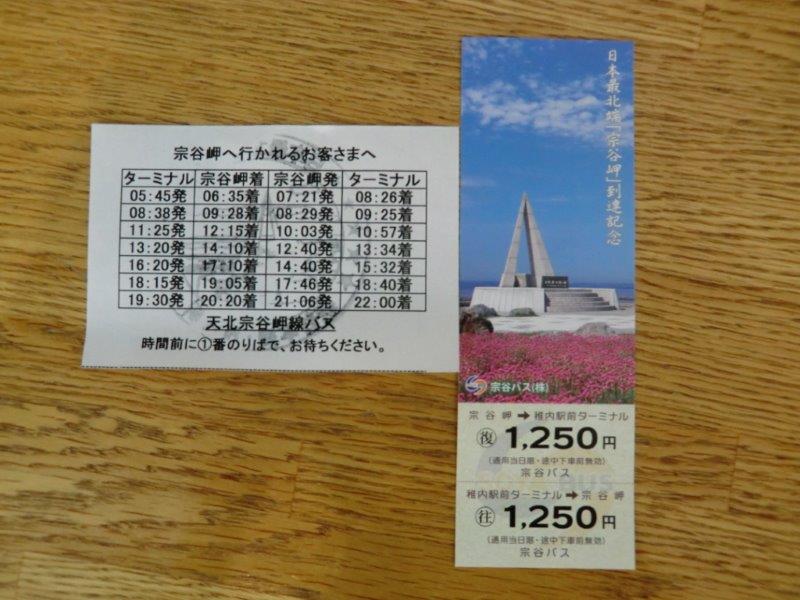 宗谷岬へ行かれるお客さまへ
ターミナル 宗谷岬着 宗谷岬発 ターミナル
05:45発 06:35着 07:21発 08:26着
08:38発 09:28着 08:29発 09:25着
11:25発 12:15着 10:03発 10:57着
13:20発 14:10着 12:40発 13:34着
16:20発 17:10着 14:40発 15:32着
18:15発 19:05着 17:46発 18:40着
19:30発 20:20着 21:06発 22:00着
天北宗谷岬線バス
時間前に①番のりばで、お待ちください。
日本最北端「宗谷岬」到達記念
宗谷バス(株)
宗谷岬➡稚内駅前ターミナル
㊝ 1,250円
(通用当日限・途中下車前無効)
宗谷バス
稚内駅前ターミナル➡宗谷岬
往 1,250円
(通用当日限・途中下車前無効)
宗谷バス